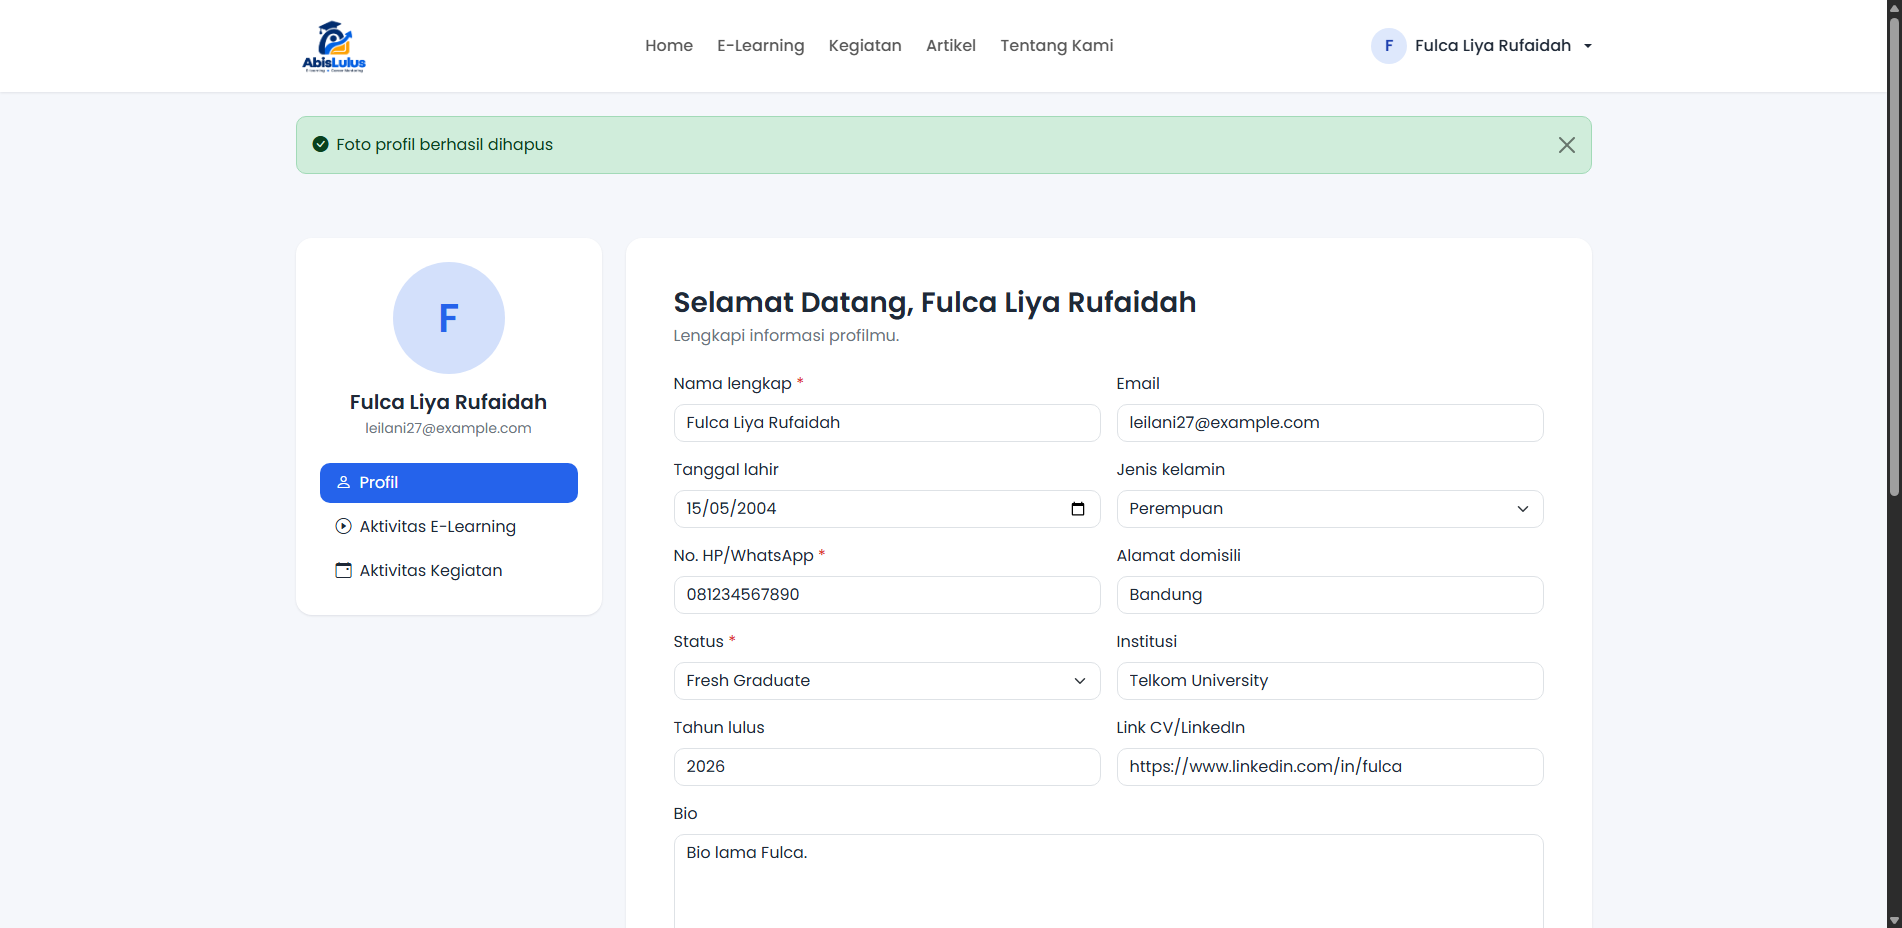 AbisLulus
Home E-Learning Kegiatan Artikel Tentang Kami
F Fulca Liya Rufaidah
Foto profil berhasil dihapus
F
Fulca Liya Rufaidah
leilani27@example.com
Profil
Aktivitas E-Learning
Aktivitas Kegiatan
Selamat Datang, Fulca Liya Rufaidah
Lengkapi informasi profilmu.
Nama lengkap * Email
Fulca Liya Rufaidah leilani27@example.com
Tanggal lahir Jenis kelamin
15/05/2004 Perempuan
No. HP/WhatsApp * Alamat domisili
081234567890 Bandung
Status * Institusi
Fresh Graduate Telkom University
Tahun lulus Link CV/LinkedIn
2026 https://www.linkedin.com/in/fulca
Bio
Bio lama Fulca.